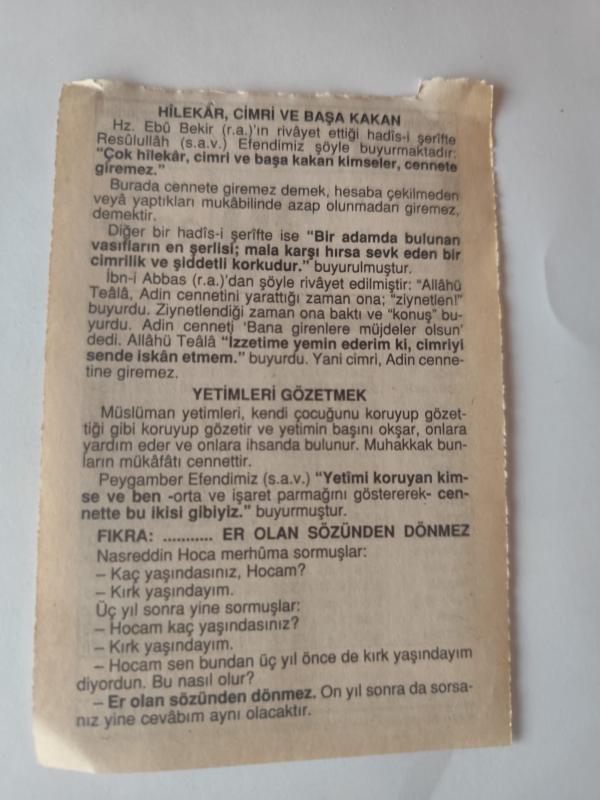 HÎLEKÂR, CİMRİ VE BAŞA KAKAN
Hz. Ebû Bekir (r.a.)'ın rivâyet ettiği hadîs-i şerîfte
Resûlullâh (s.a.v.) Efendimiz şöyle buyurmaktadır:
"Çok hîlekâr, cimri ve başa kakan kimseler, cennete
giremez."
Burada cennete giremez demek, hesaba çekilmeden
veyâ yaptıkları mukâbilinde azap olunmadan giremez,
demektir.
Diğer bir hadîs-i şerîfte ise "Bir adamda bulunan
vasıfların en şerlisi; mala karşı hırsa sevk eden bir
cimrilik ve şiddetli korkudur." buyurulmuştur.
İbn-i Abbas (r.a.)'dan şöyle rivâyet edilmiştir: "Allâhü
Teâlâ, Adin cennetini yarattığı zaman ona; "ziynetlen!"
buyurdu. Ziynetlendiği zaman ona baktı ve "konuş" bu-
yurdu. Adin cenneti 'Bana girenlere müjdeler olsun'
dedi. Allâhü Teâlâ "İzzetime yemin ederim ki, cimriyi
sende iskân etmem." buyurdu. Yani cimri, Adin cenne-
tine giremez.
YETİMLERİ GÖZETMEK
Müslüman yetimleri, kendi çocuğunu koruyup gözet-
tiği gibi koruyup gözetir ve yetimin başını okşar, onlara
yardım eder ve onlara ihsanda bulunur. Muhakkak bun-
ların mükâfâtı cennettir.
Peygamber Efendimiz (s.a.v.) "Yetîmi koruyan kim-
se ve ben -orta ve işaret parmağını göstererek- cen-
nette bu ikisi gibiyiz." buyurmuştur.
FIKRA: ........... ER OLAN SÖZÜNDEN DÖNMEZ
Nasreddin Hoca merhûma sormuşlar:
– Kaç yaşındasınız, Hocam?
– Kırk yaşındayım.
Üç yıl sonra yine sormuşlar:
– Hocam kaç yaşındasınız?
– Kırk yaşındayım.
– Hocam sen bundan üç yıl önce de kırk yaşındayım
diyordun. Bu nasıl olur?
– Er olan sözünden dönmez. On yıl sonra da sorsa-
nız yine cevâbım aynı olacaktır.